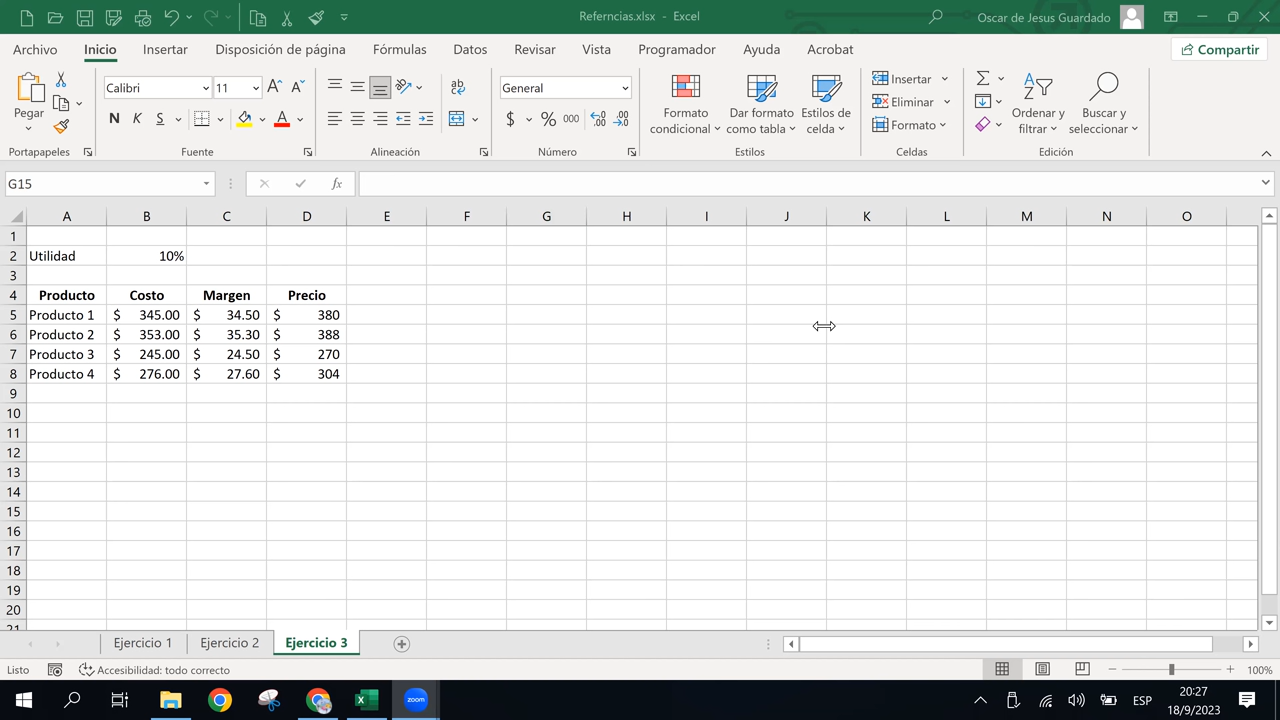 Referncias.xlsx - Excel
Oscar de Jesus Guardado
Archivo Inicio Insertar Disposición de página Fórmulas Datos Revisar Vista Programador Ayuda Acrobat Compartir
Pegar
Portapapeles
Calibri 11
N K S
Fuente
ab
Alineación
General
$ % 000
Número
Formato condicional
Dar formato como tabla
Estilos de celda
Estilos
Insertar
Eliminar
Formato
Celdas
Ordenar y filtrar
Buscar y seleccionar
Edición
G15 fx
A B C D E F G H I J K L M N O
1
2 Utilidad 10%
3
4 Producto Costo Margen Precio
5 Producto 1 $ 345.00 $ 34.50 $ 380
6 Producto 2 $ 353.00 $ 35.30 $ 388
7 Producto 3 $ 245.00 $ 24.50 $ 270
8 Producto 4 $ 276.00 $ 27.60 $ 304
9
10
11
12
13
14
15
16
17
18
19
20
21
Ejercicio 1 Ejercicio 2 Ejercicio 3
Listo Accesibilidad: todo correcto 100%
zoom
ESP
20:27
18/9/2023